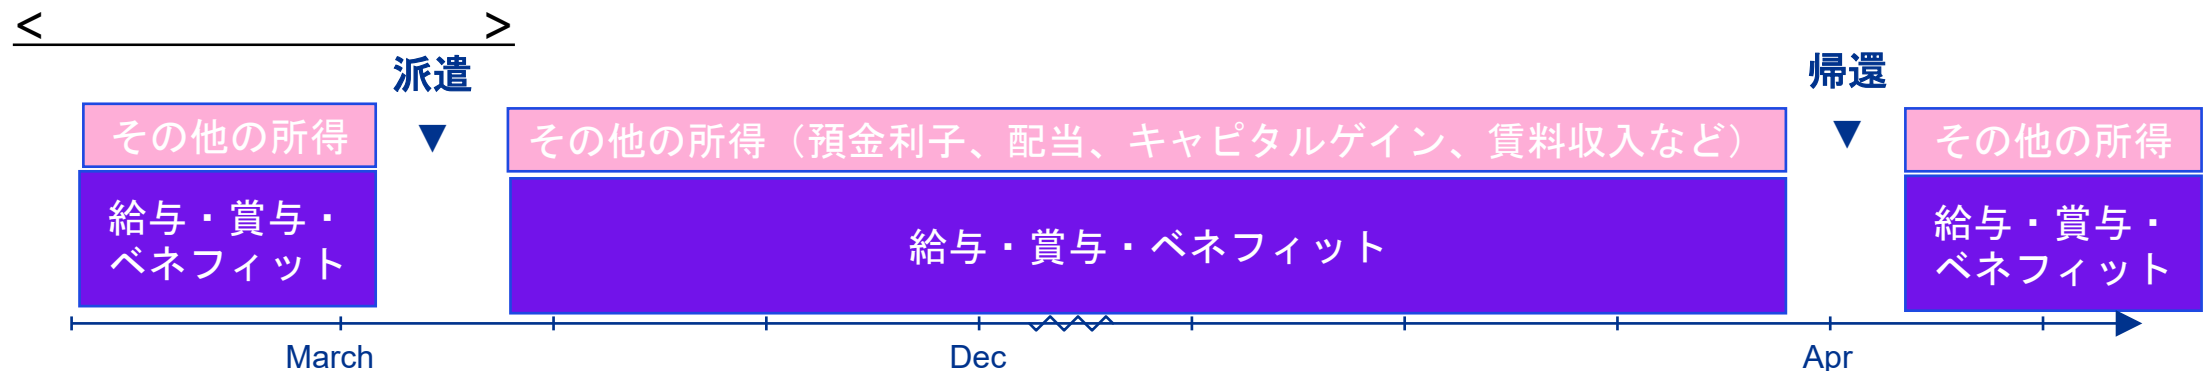 < >
派遣
帰還
その他の所得
その他の所得（預金利子、配当、キャピタルゲイン、賃料収入など）
その他の所得
給与・賞与・
ベネフィット
給与・賞与・ベネフィット
給与・賞与・
ベネフィット
March
Dec
Apr